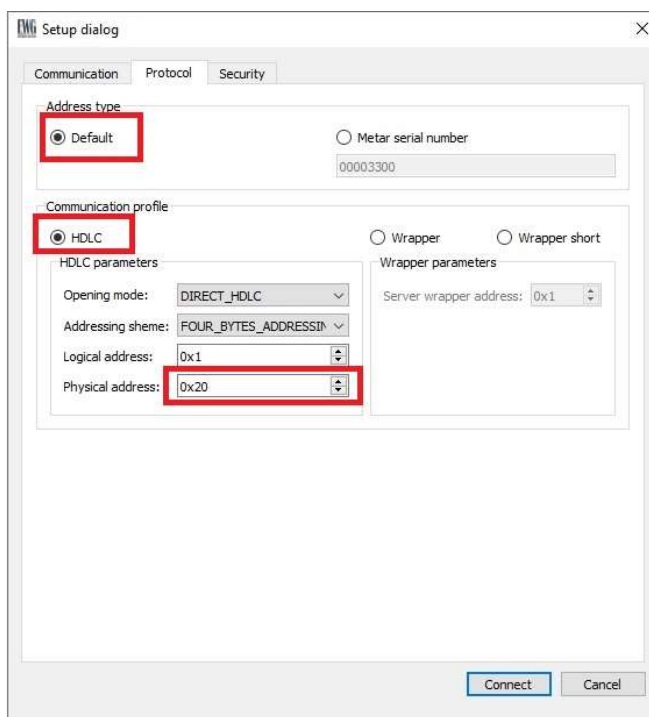 EWG Setup dialog
Communication Protocol Security
Address type
Default Metar serial number
00003300
Communication profile
HDLC Wrapper Wrapper short
HDLC parameters Wrapper parameters
Opening mode: DIRECT_HDLC Server wrapper address: 0x1
Addressing sheme: FOUR_BYTES_ADDRESSIN
Logical address: 0x1
Physical address: 0x20
Connect Cancel